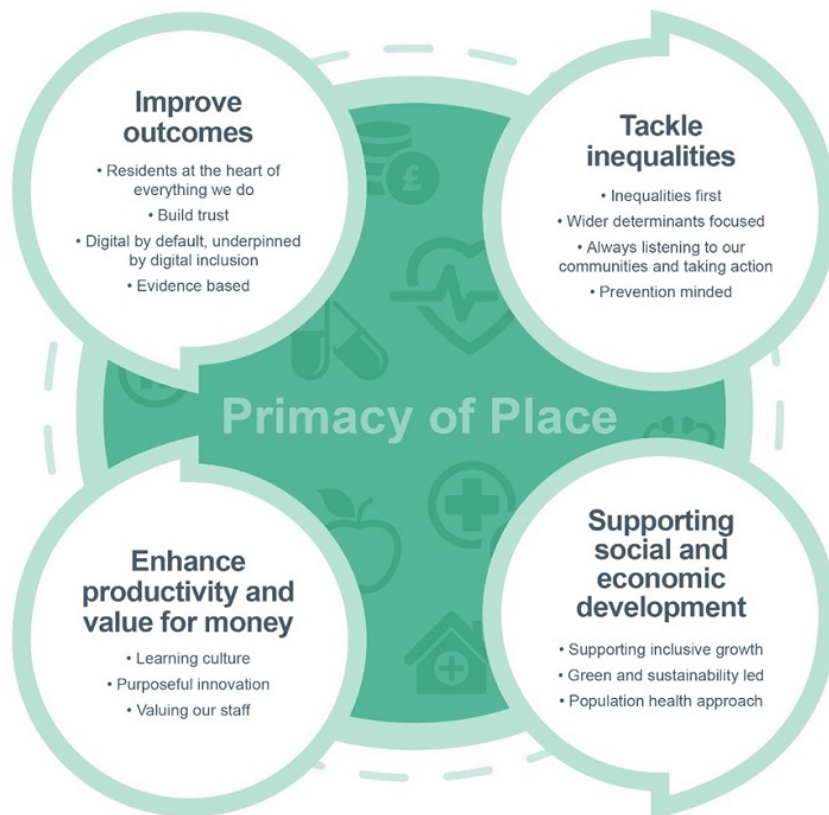 Improve
outcomes
• Residents at the heart of
everything we do
• Build trust
• Digital by default, underpinned
by digital inclusion
• Evidence based
Tackle
inequalities
• Inequalities first
• Wider determinants focused
• Always listening to our
communities and taking action
• Prevention minded
£
Primacy of Place
Enhance
productivity and
value for money
• Learning culture
• Purposeful innovation
• Valuing our staff
Supporting
social and
economic
development
• Supporting inclusive growth
• Green and sustainability led
• Population health approach